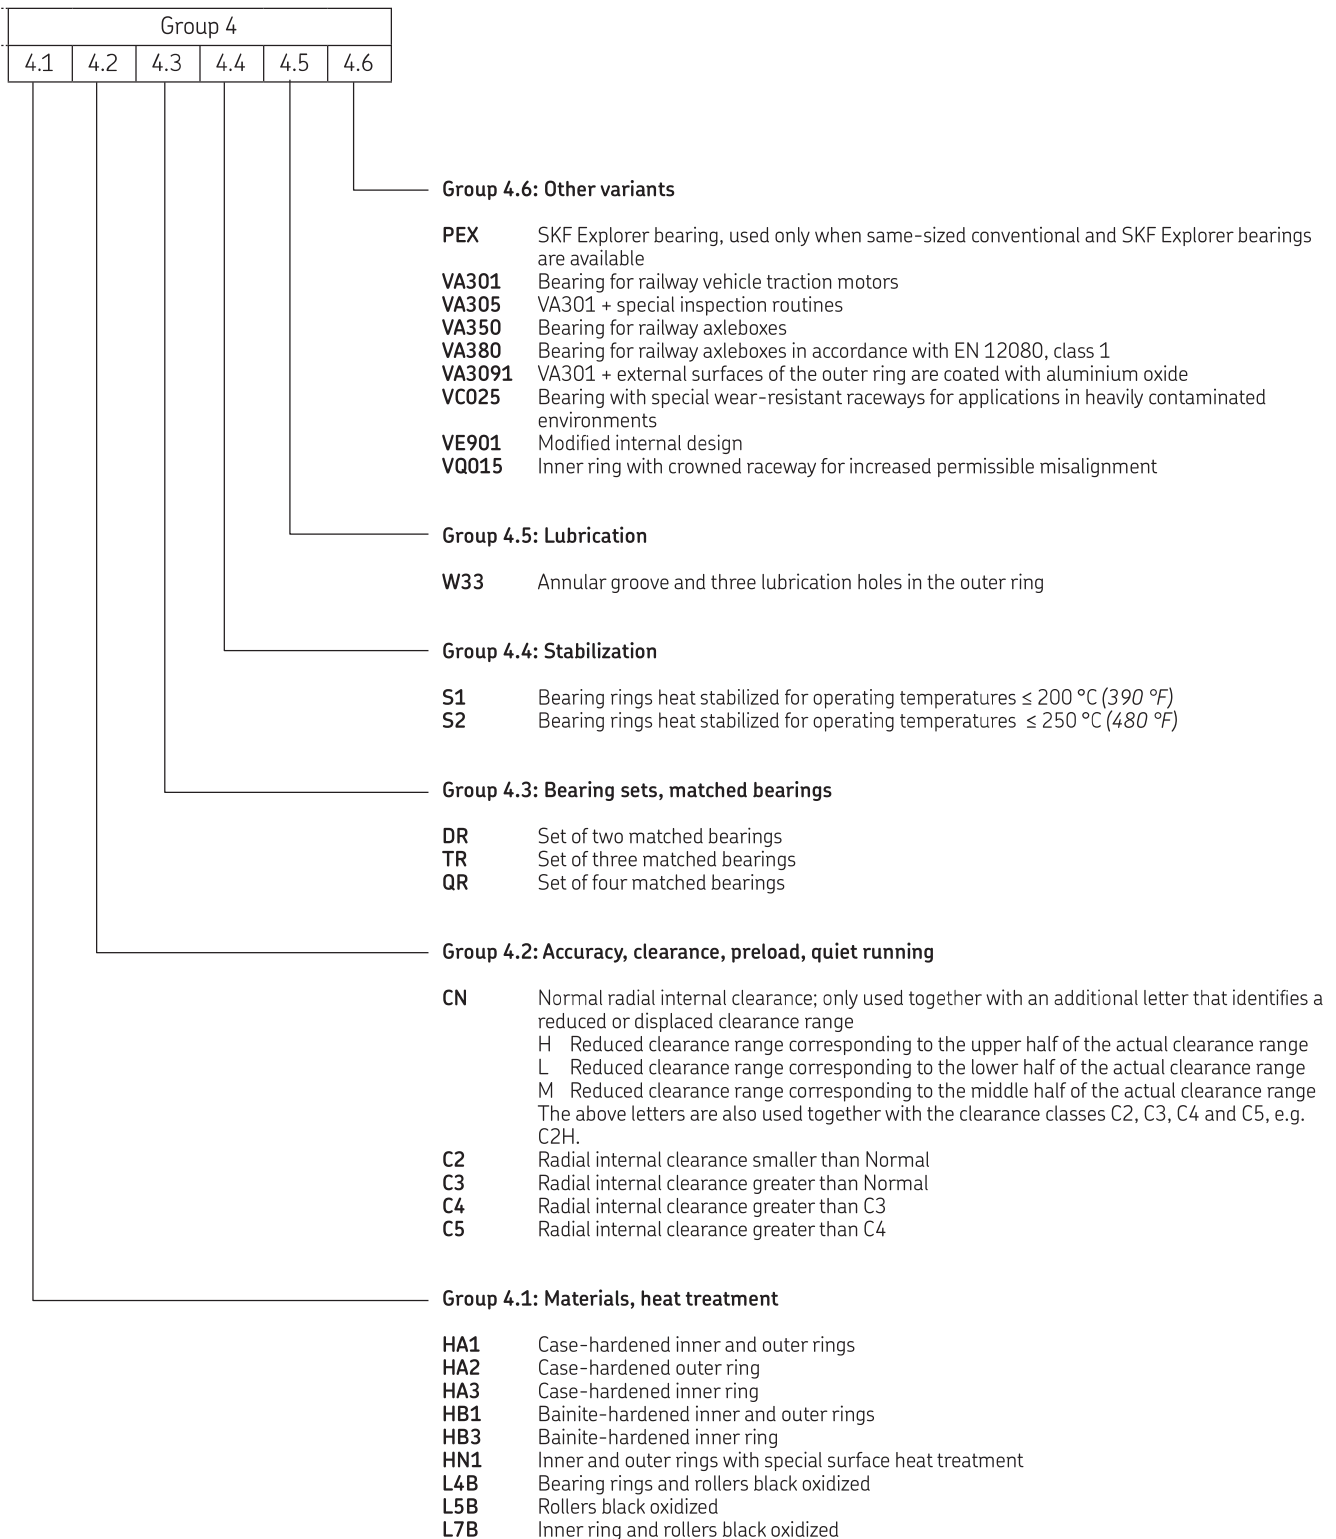 Group 4
4.1 4.2 4.3 4.4 4.5 4.6
Group 4.6: Other variants
PEX SKF Explorer bearing, used only when same-sized conventional and SKF Explorer bearings
are available
VA301 Bearing for railway vehicle traction motors
VA305 VA301 + special inspection routines
VA350 Bearing for railway axleboxes
VA380 Bearing for railway axleboxes in accordance with EN 12080, class 1
VA3091 VA301 + external surfaces of the outer ring are coated with aluminium oxide
VC025 Bearing with special wear-resistant raceways for applications in heavily contaminated
environments
VE901 Modified internal design
VQ015 Inner ring with crowned raceway for increased permissible misalignment
Group 4.5: Lubrication
W33 Annular groove and three lubrication holes in the outer ring
Group 4.4: Stabilization
S1 Bearing rings heat stabilized for operating temperatures ≤ 200 °C (390 °F)
S2 Bearing rings heat stabilized for operating temperatures ≤ 250 °C (480 °F)
Group 4.3: Bearing sets, matched bearings
DR Set of two matched bearings
TR Set of three matched bearings
QR Set of four matched bearings
Group 4.2: Accuracy, clearance, preload, quiet running
CN Normal radial internal clearance; only used together with an additional letter that identifies a
reduced or displaced clearance range
H Reduced clearance range corresponding to the upper half of the actual clearance range
L Reduced clearance range corresponding to the lower half of the actual clearance range
M Reduced clearance range corresponding to the middle half of the actual clearance range
The above letters are also used together with the clearance classes C2, C3, C4 and C5, e.g.
C2H.
C2 Radial internal clearance smaller than Normal
C3 Radial internal clearance greater than Normal
C4 Radial internal clearance greater than C3
C5 Radial internal clearance greater than C4
Group 4.1: Materials, heat treatment
HA1 Case-hardened inner and outer rings
HA2 Case-hardened outer ring
HA3 Case-hardened inner ring
HB1 Bainite-hardened inner and outer rings
HB3 Bainite-hardened inner ring
HN1 Inner and outer rings with special surface heat treatment
L4B Bearing rings and rollers black oxidized
L5B Rollers black oxidized
L7B Inner ring and rollers black oxidized